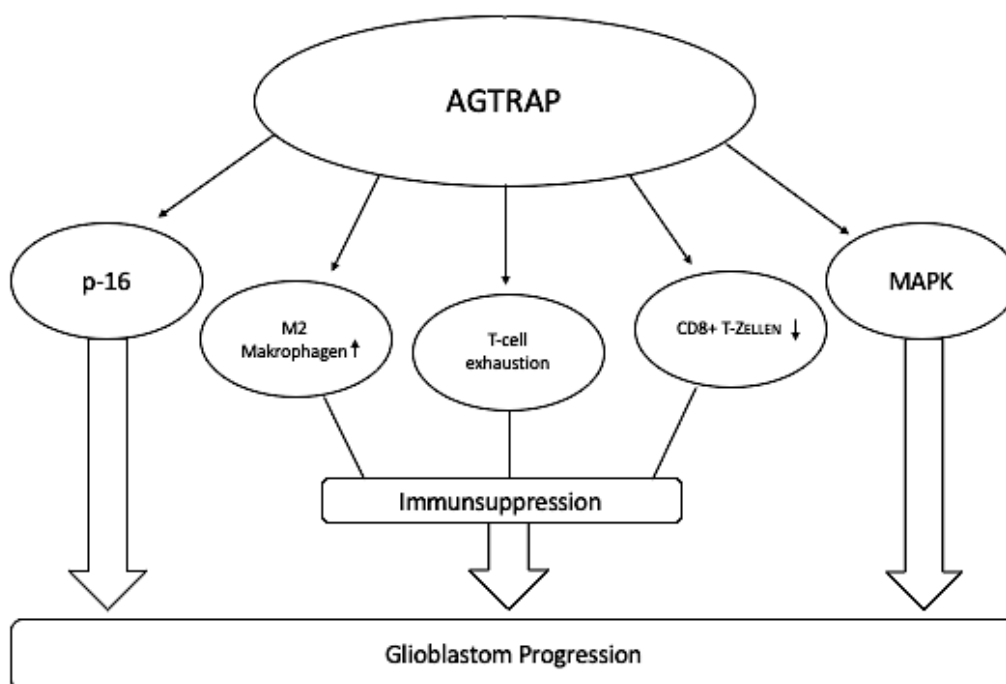 AGTRAP
p-16
MAPK
M2
Makrophagen↑
T-cell
exhaustion
CD8+ T-ZELLEN ↓
Immunsuppression
Glioblastom Progression